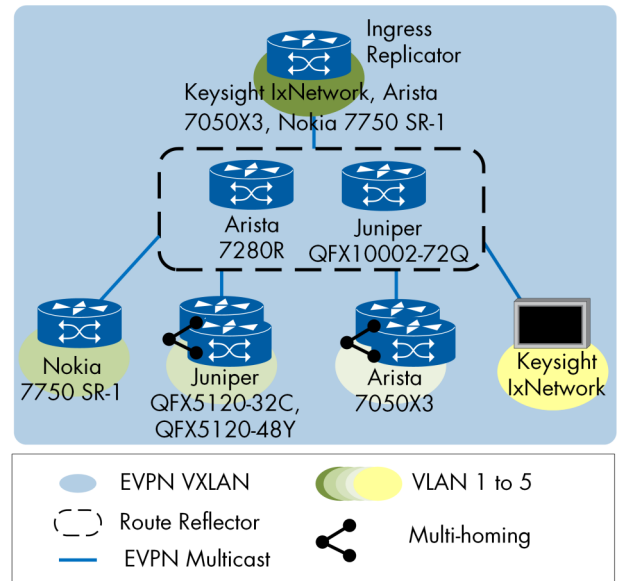 Ingress
Replicator
Keysight IxNetwork, Arista
7050X3, Nokia 7750 SR-1
Arista
7280R
Juniper
QFX10002-72Q
Nokia
7750 SR-1
Juniper
QFX5120-32C,
QFX5120-48Y
Arista
7050X3
Keysight
IxNetwork
EVPN VXLAN
VLAN 1 to 5
Route Reflector
Multi-homing
EVPN Multicast